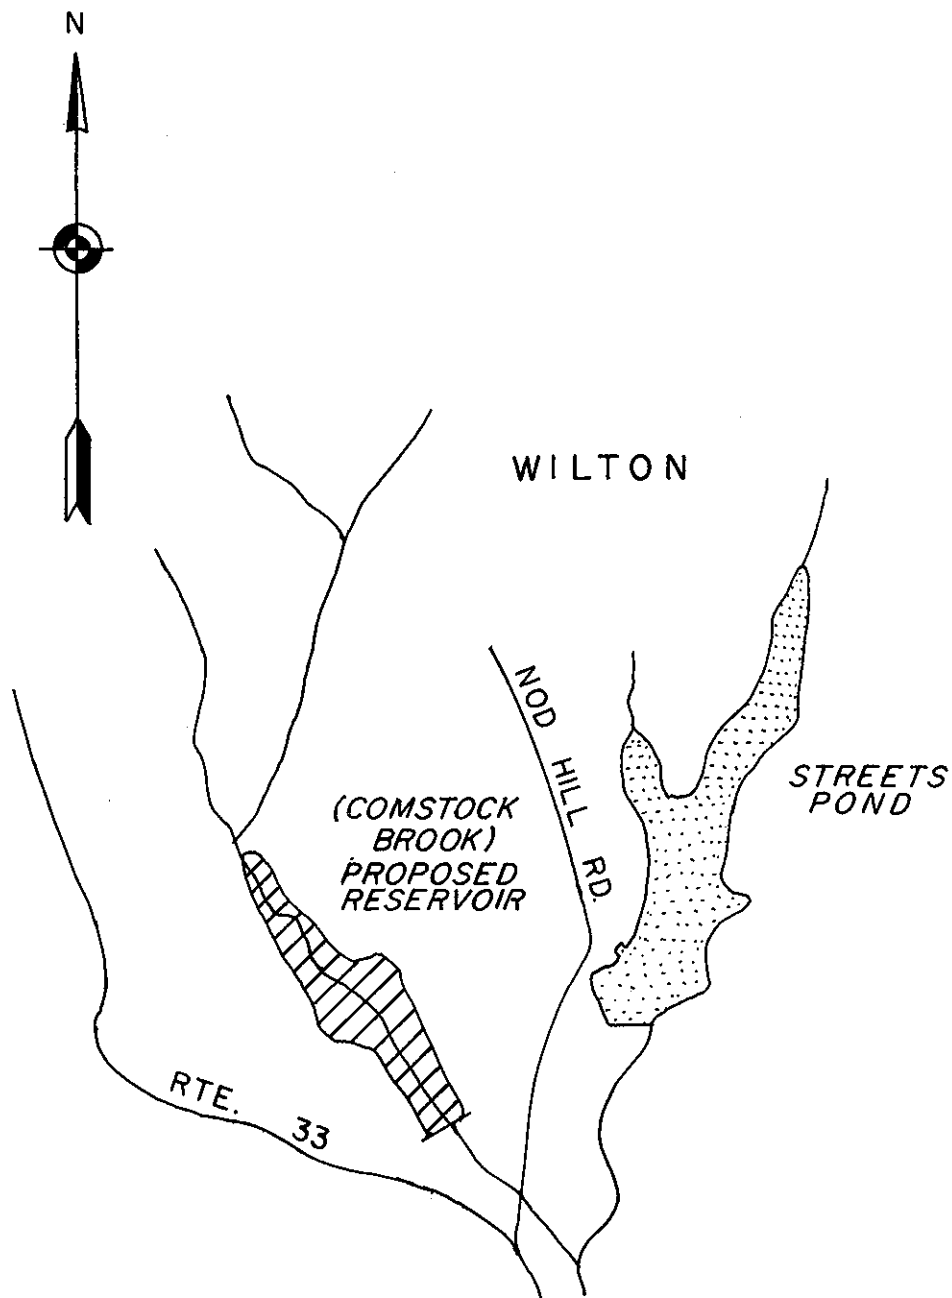 N
WILTON
NOD HILL RD.
STREETS
POND
(COMSTOCK
BROOK)
PROPOSED
RESERVOIR
RTE. 33